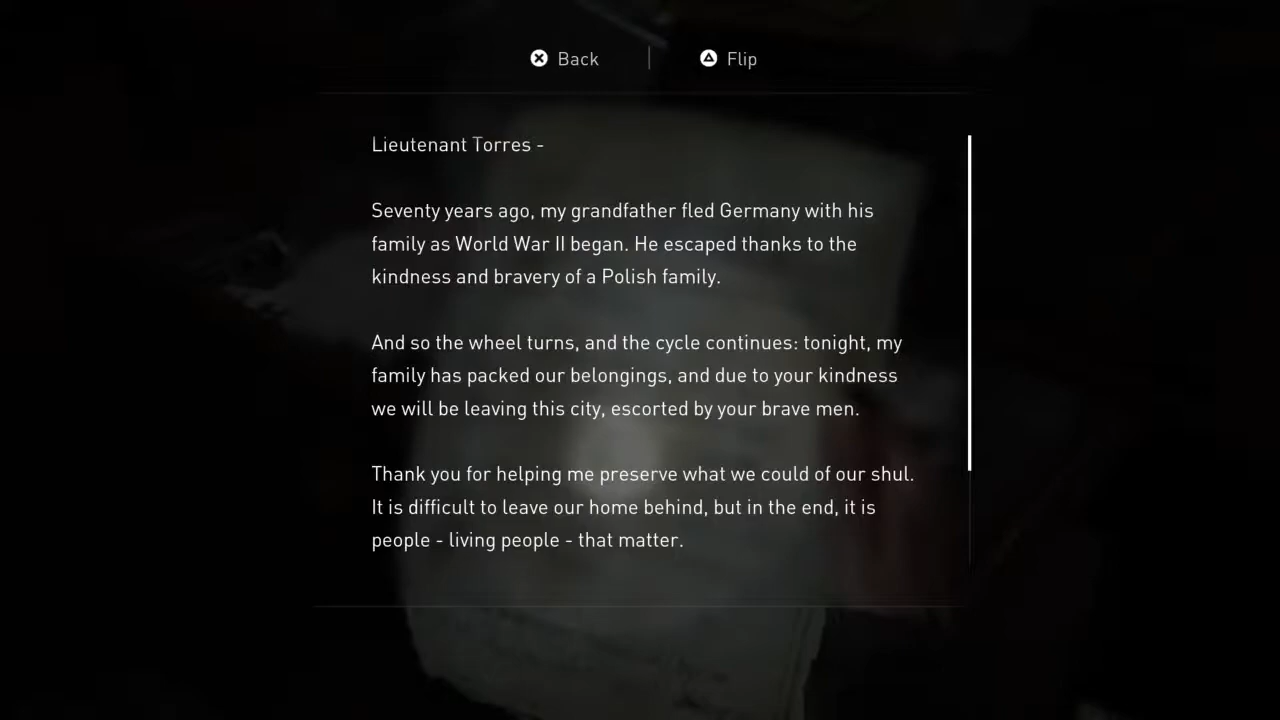 Back | Flip
Lieutenant Torres -
Seventy years ago, my grandfather fled Germany with his
family as World War II began. He escaped thanks to the
kindness and bravery of a Polish family.
And so the wheel turns, and the cycle continues: tonight, my
family has packed our belongings, and due to your kindness
we will be leaving this city, escorted by your brave men.
Thank you for helping me preserve what we could of our shul.
It is difficult to leave our home behind, but in the end, it is
people - living people - that matter.